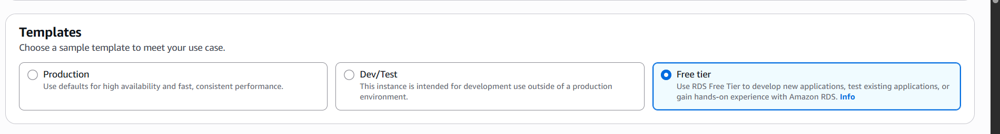 Templates
Choose a sample template to meet your use case.
Production
Use defaults for high availability and fast, consistent performance.
Dev/Test
This instance is intended for development use outside of a production
environment.
Free tier
Use RDS Free Tier to develop new applications, test existing applications, or
gain hands-on experience with Amazon RDS. Info